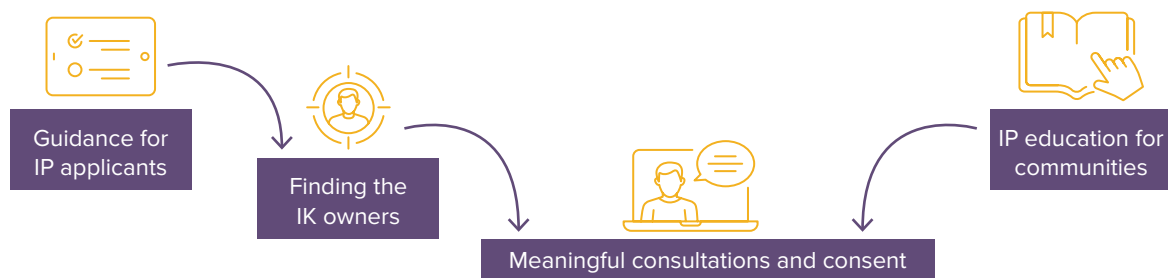 Guidance for
IP applicants
Finding the
IK owners
Meaningful consultations and consent
IP education for
communities